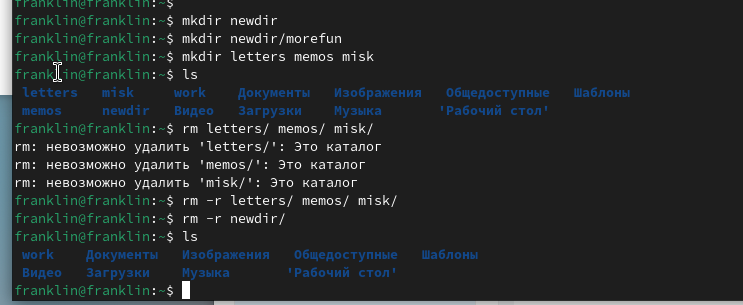 franklin@franklin:~$
franklin@franklin:~$ mkdir newdir
franklin@franklin:~$ mkdir newdir/morefun
franklin@franklin:~$ mkdir letters memos misk
franklin@franklin:~$ ls
letters misk work Документы Изображения Общедоступные Шаблоны
memos newdir Видео Загрузки Музыка 'Рабочий стол'
franklin@franklin:~$ rm letters/ memos/ misk/
rm: невозможно удалить 'letters/': Это каталог
rm: невозможно удалить 'memos/': Это каталог
rm: невозможно удалить 'misk/': Это каталог
franklin@franklin:~$ rm -r letters/ memos/ misk/
franklin@franklin:~$ rm -r newdir/
franklin@franklin:~$ ls
work Документы Изображения Общедоступные Шаблоны
Видео Загрузки Музыка 'Рабочий стол'
franklin@franklin:~$